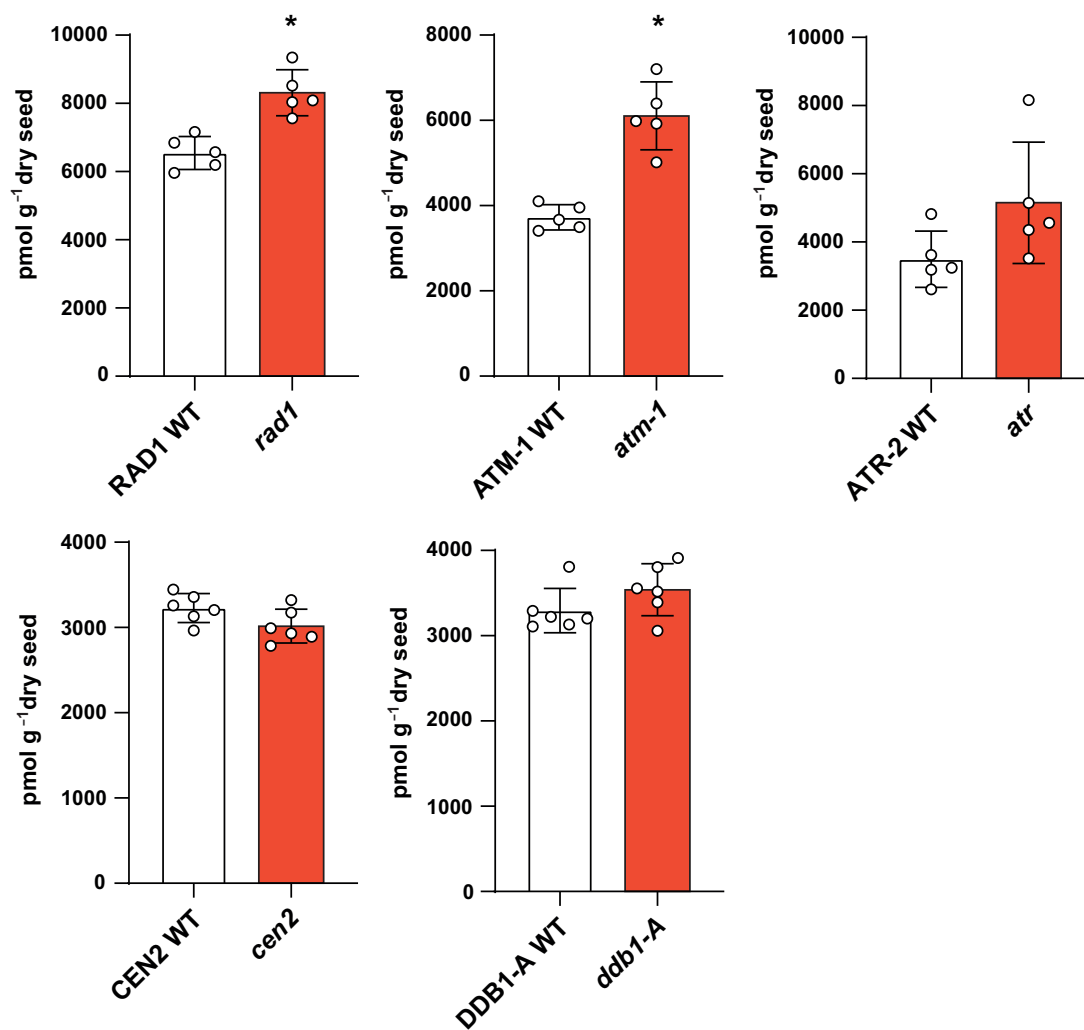 *
pmol g⁻¹ dry seed
10000
8000
6000
4000
2000
0
RAD1 WT
rad1
*
pmol g⁻¹ dry seed
8000
6000
4000
2000
0
ATM-1 WT
atm-1
pmol g⁻¹ dry seed
10000
8000
6000
4000
2000
0
ATR-2 WT
atr
pmol g⁻¹dry seed
4000
3000
2000
1000
0
CEN2 WT
cen2
pmol g⁻¹ dry seed
4000
3000
2000
1000
0
DDB1-A WT
ddb1-A